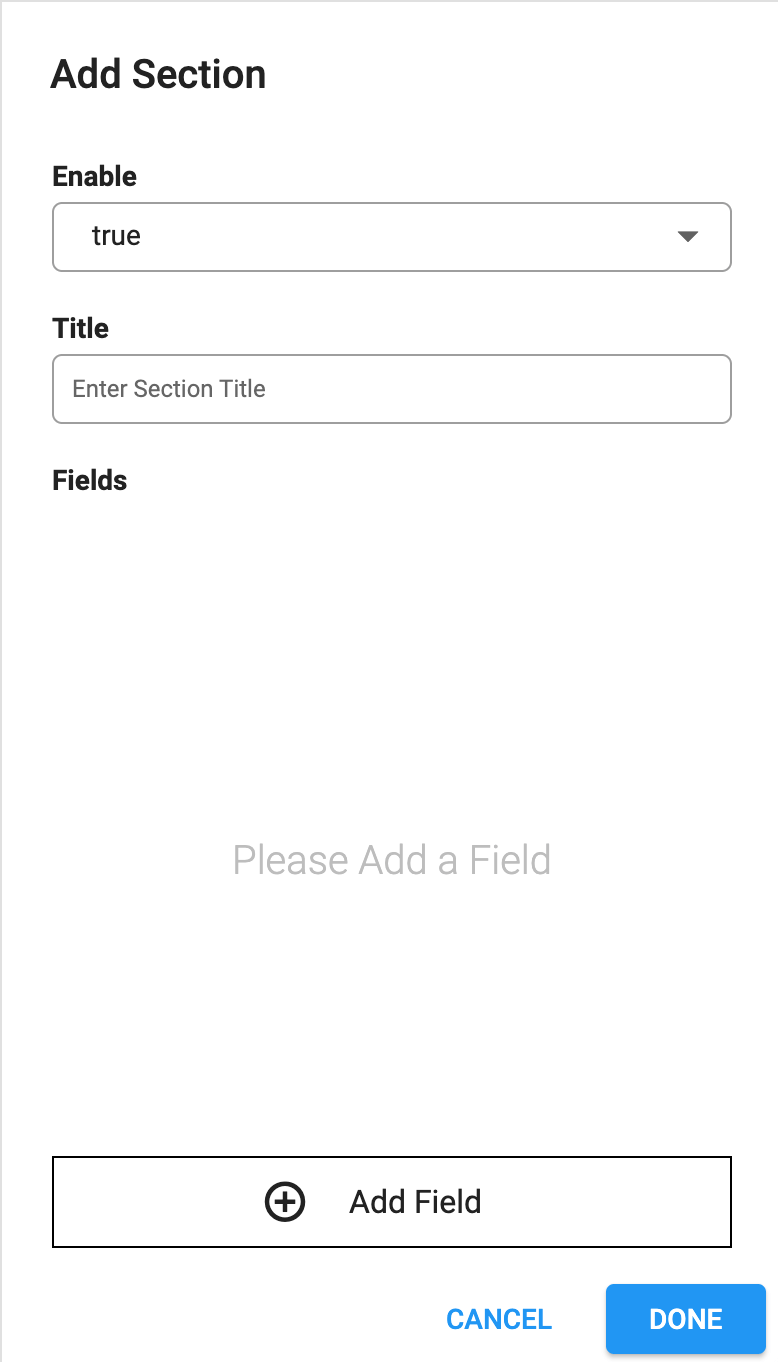 Add Section
Enable
true
Title
Enter Section Title
Fields
Please Add a Field
Add Field
CANCEL
DONE